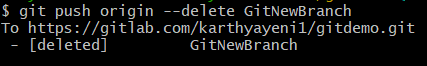 $ git push origin --delete GitNewBranch
To https://gitlab.com/karthyayeni1/gitdemo.git
 - [deleted]         GitNewBranch